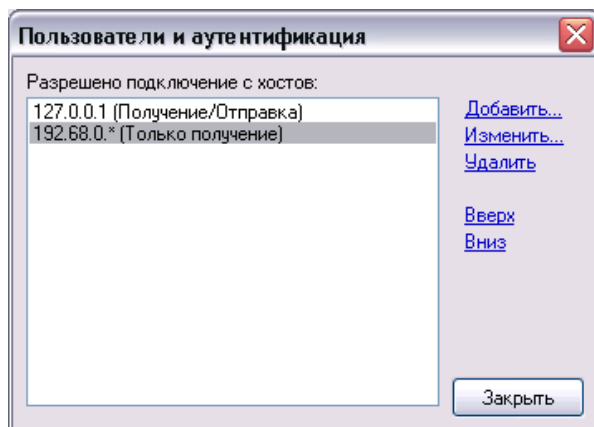 Пользователи и аутентификация
Разрешено подключение с хостов:
127.0.0.1 (Получение/Отправка)
192.68.0.* (Только получение)
Добавить...
Изменить...
Удалить
Вверх
Вниз
Закрыть